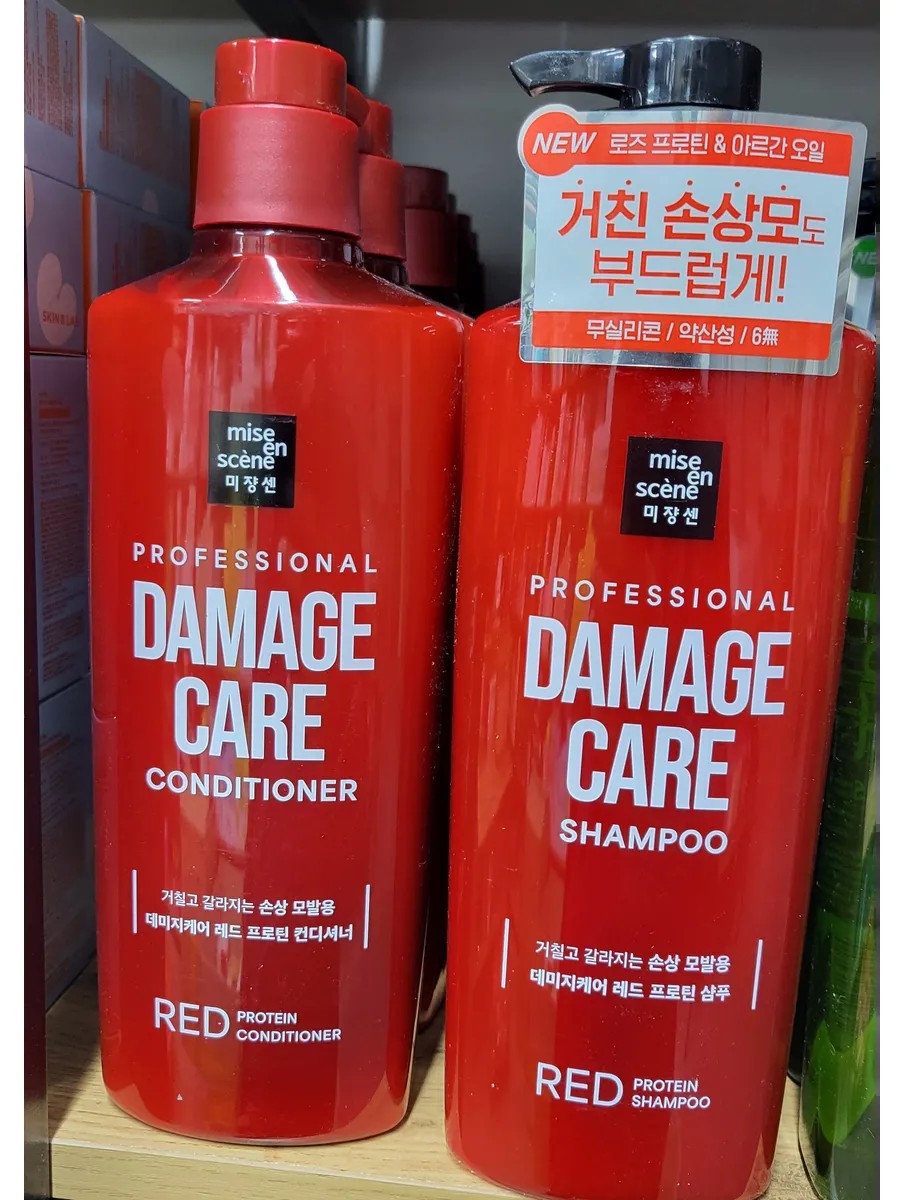 mise
en
scène
미쟝센
PROFESSIONAL
DAMAGE
CARE
CONDITIONER
거칠고 갈라지는 손상 모발용
데미지케어 레드 프로틴 컨디셔너
RED PROTEIN
CONDITIONER
NEW 로즈 프로틴 & 아르간 오일
거친 손상모도
부드럽게!
무실리콘 / 약산성 / 6無
mise
en
scène
미쟝센
PROFESSIONAL
DAMAGE
CARE
SHAMPOO
거칠고 갈라지는 손상 모발용
데미지케어 레드 프로틴 샴푸
RED PROTEIN
SHAMPOO